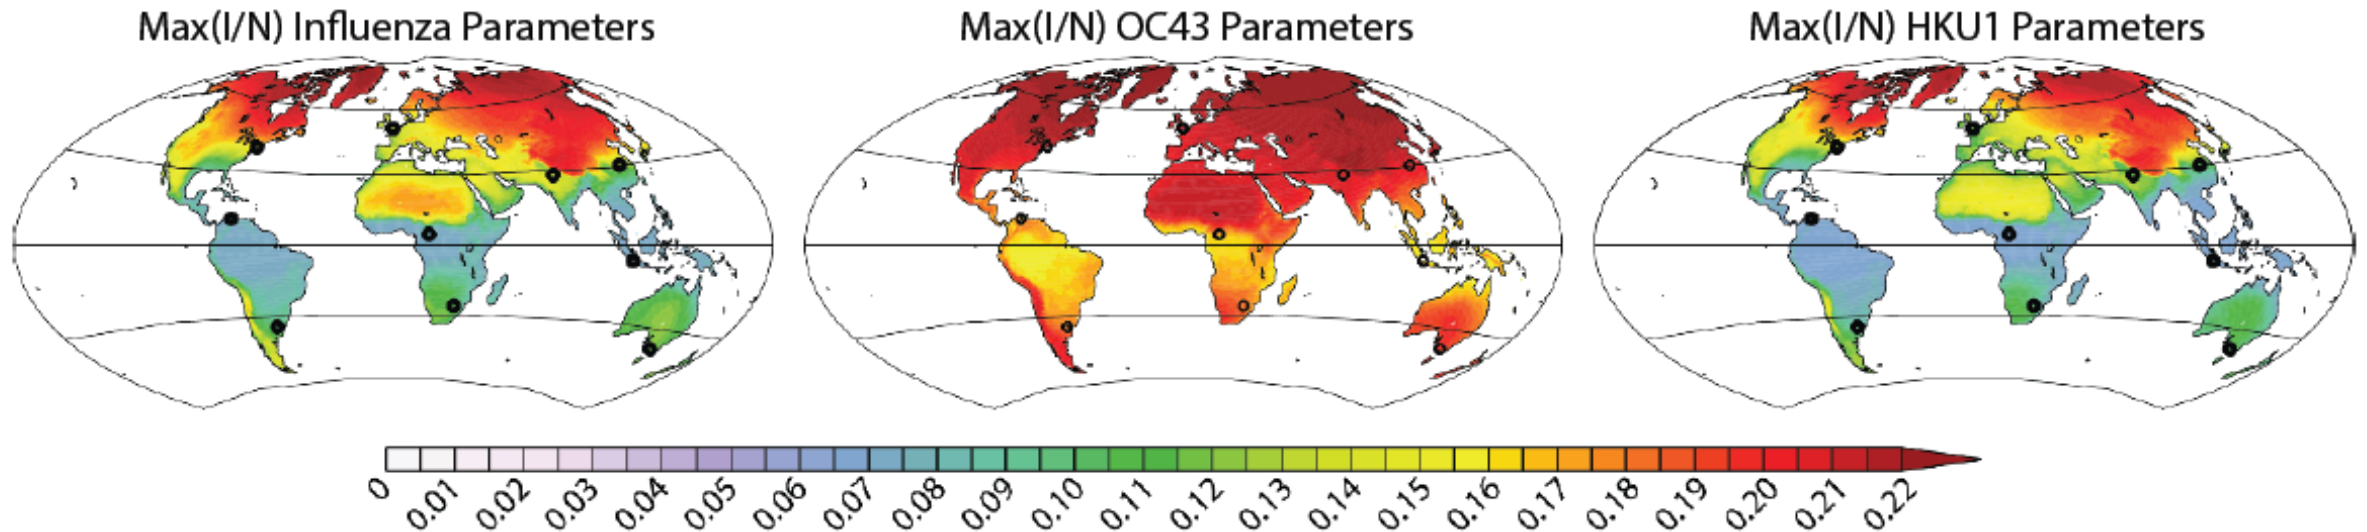 Max(I/N) Influenza Parameters
Max(I/N) OC43 Parameters
Max(I/N) HKU1 Parameters
0 0.01 0.02 0.03 0.04 0.05 0.06 0.07 0.08 0.09 0.10 0.11 0.12 0.13 0.14 0.15 0.16 0.17 0.18 0.19 0.20 0.21 0.22